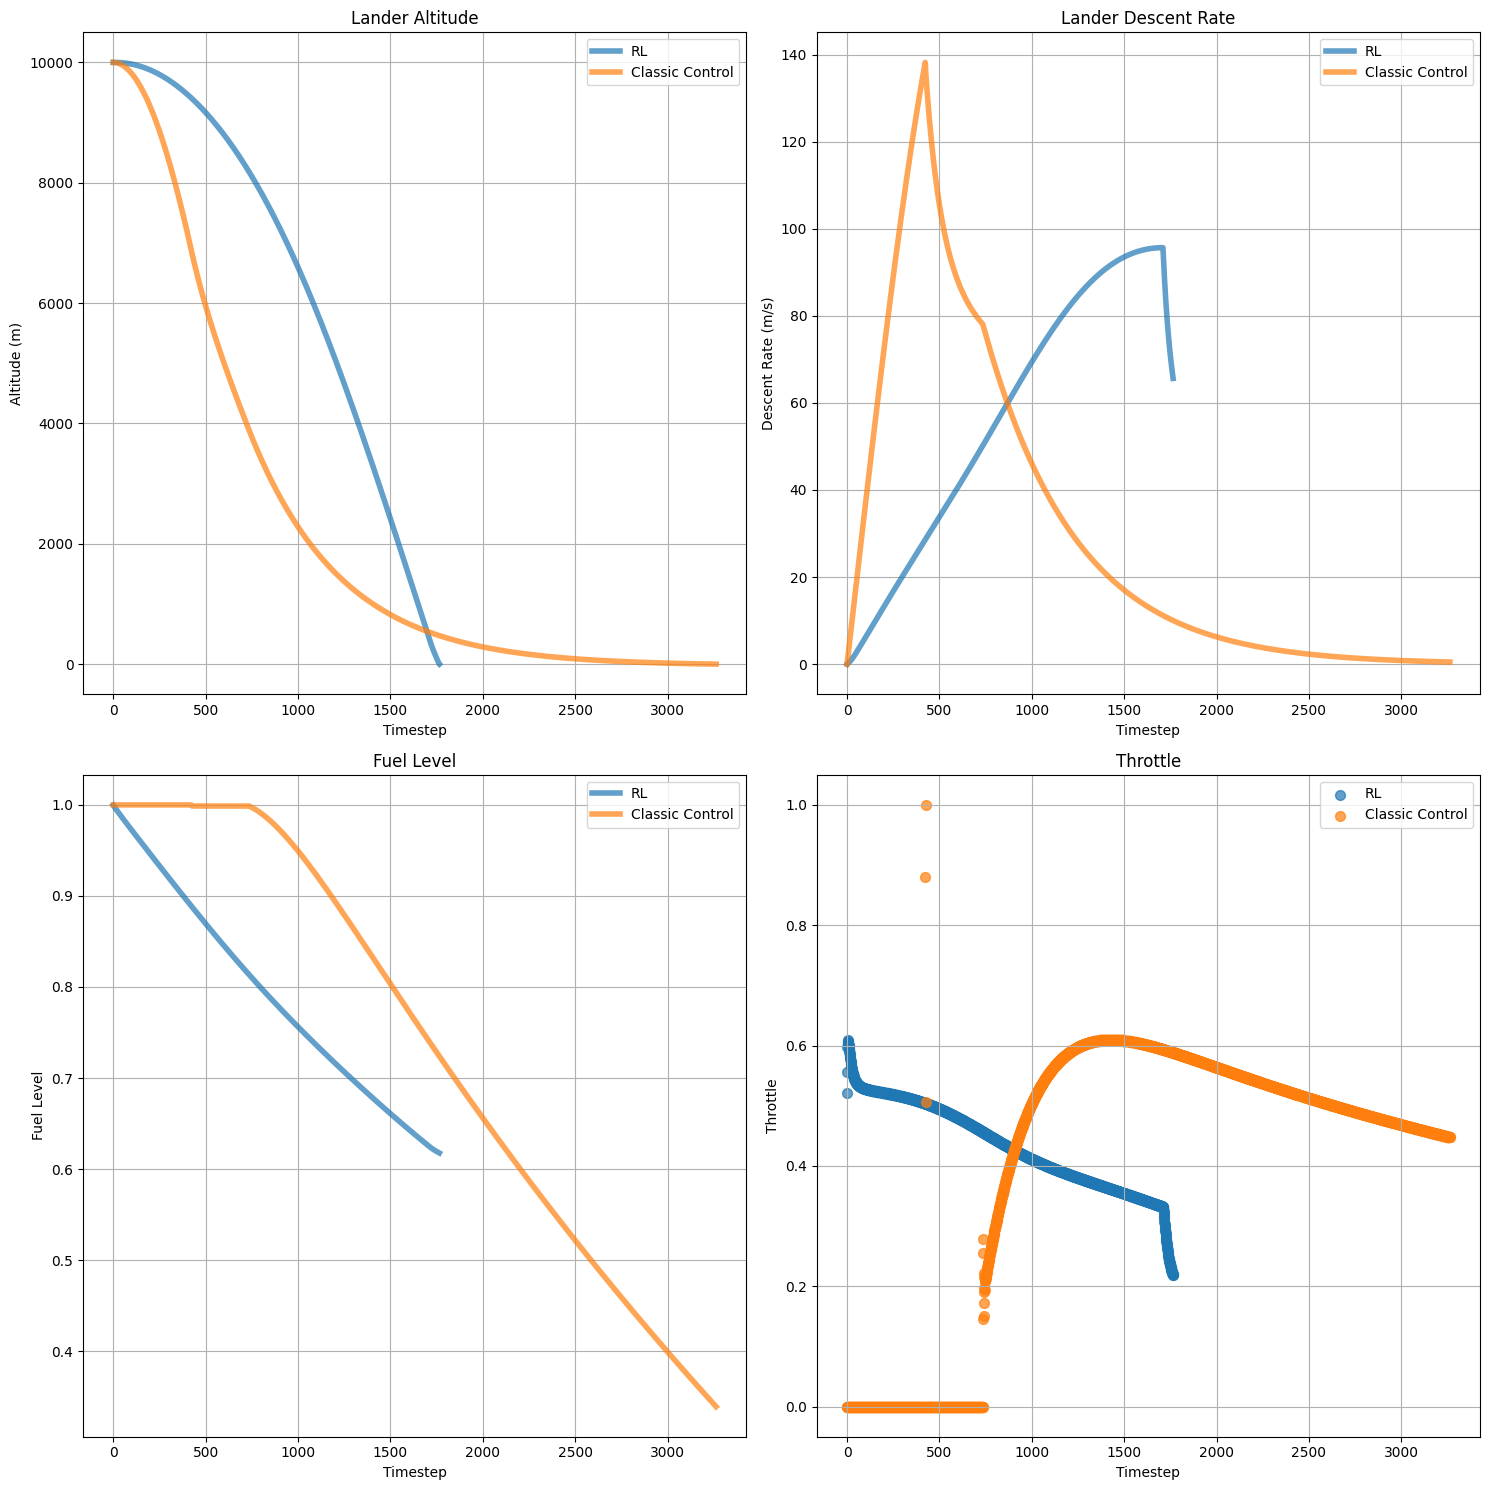 Lander Altitude
RL
Classic Control
10000
8000
6000
4000
2000
0
Altitude (m)
0 500 1000 1500 2000 2500 3000
Timestep
Lander Descent Rate
RL
Classic Control
140
120
100
80
60
40
20
0
Descent Rate (m/s)
0 500 1000 1500 2000 2500 3000
Timestep
Fuel Level
RL
Classic Control
1.0
0.9
0.8
0.7
0.6
0.5
0.4
Fuel Level
0 500 1000 1500 2000 2500 3000
Timestep
Throttle
RL
Classic Control
1.0
0.8
0.6
0.4
0.2
0.0
Throttle
0 500 1000 1500 2000 2500 3000
Timestep